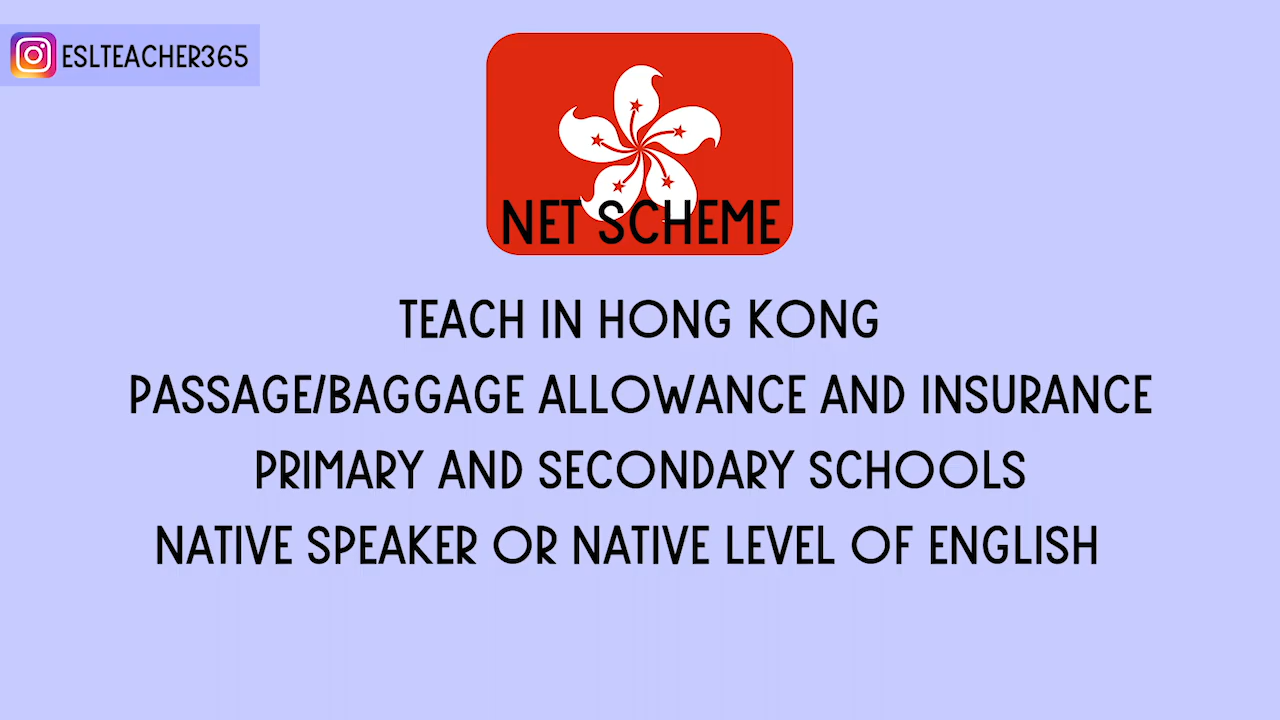 ESLTEACHER365
NET SCHEME
TEACH IN HONG KONG
PASSAGE/BAGGAGE ALLOWANCE AND INSURANCE
PRIMARY AND SECONDARY SCHOOLS
NATIVE SPEAKER OR NATIVE LEVEL OF ENGLISH